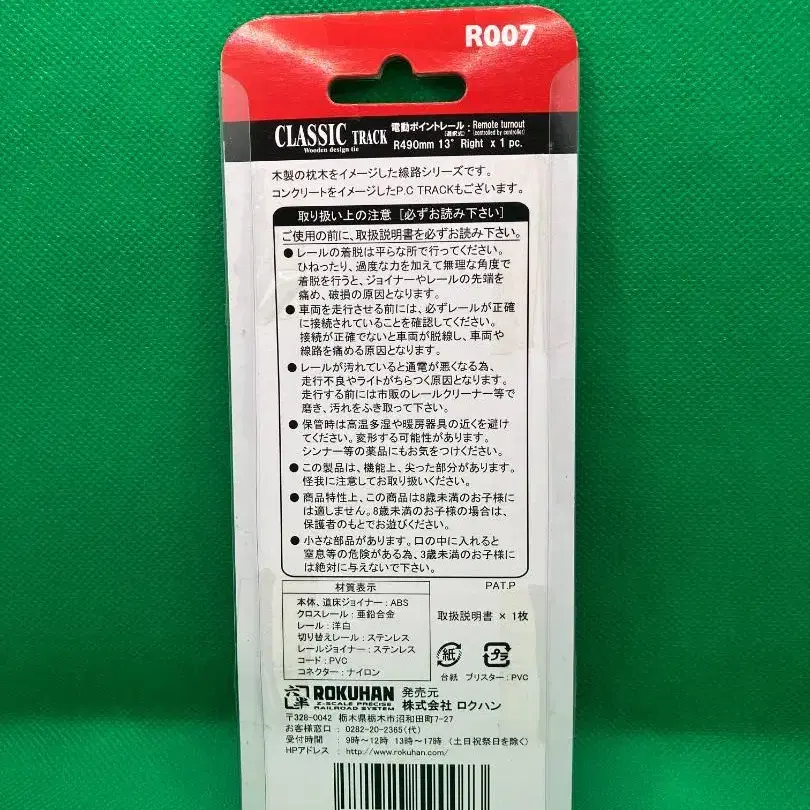 R007
CLASSIC TRACK 電動ポイントレール・Remote turnout
Wooden design tie (選択式) (controlled by controller)
R490mm 13° Right x 1 pc.
木製の枕木をイメージした線路シリーズです。
コンクリートをイメージしたP.C TRACKもございます。
取り扱い上の注意 [必ずお読み下さい]
ご使用の前に、取扱説明書を必ずお読み下さい。
● レールの着脱は平らな所で行ってください。
ひねったり、過度な力を加えて無理な角度で
着脱を行うと、ジョイナーやレールの先端を
痛め、破損の原因となります。
● 車両を走行させる前には、必ずレールが正確
に接続されていることを確認してください。
接続が正確でないと車両が脱線し、車両や
線路を痛める原因となります。
● レールが汚れていると通電が悪くなる為、
走行不良やライトがちらつく原因となります。
走行する前には市販のレールクリーナー等で
磨き、汚れをふき取って下さい。
● 保管時は高温多湿や暖房器具の近くを避け
てください。変形する可能性があります。
シンナー等の薬品にもお気をつけください。
● この製品は、機能上、尖った部分があります。
怪我に注意してお取り扱いください。
● 商品特性上、この商品は8歳未満のお子様に
は適しません。8歳未満のお子様の場合は、
保護者のもとでお遊びください。
● 小さな部品があります。口の中に入れると
窒息等の危険がある為、3歳未満のお子様に
は絶対に与えないで下さい。
材質表示
本体、道床ジョイナー：ABS
クロスレール：亜鉛合金
レール：洋白
切り替えレール：ステンレス
レールジョイナー：ステンレス
コード：PVC
コネクター：ナイロン
PAT.P
取扱説明書 × 1枚
紙 プラ
台紙 ブリスター：PVC
六半 ROKUHAN 発売元
Z-SCALE PRECISE
RAILROAD SYSTEM 株式会社 ロクハン
〒328-0042 栃木県栃木市沼和田町7-27
お客様窓口：0282-20-2365(代)
受付時間：9時～12時 13時～17時 (土日祝祭日を除く)
HPアドレス：http://www.rokuhan.com/